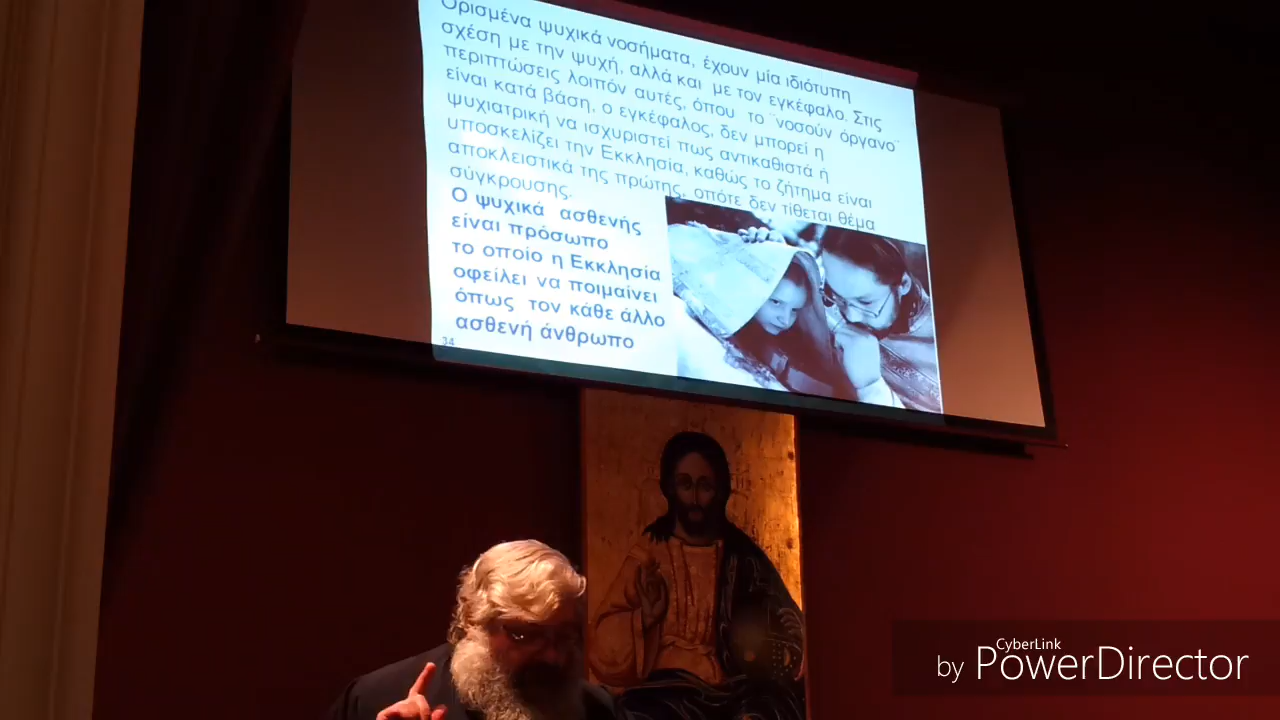 Ορισμένα ψυχικά νοσήματα, έχουν μία ιδιότυπη
σχέση με την ψυχή, αλλά και με τον εγκέφαλο. Στις
περιπτώσεις λοιπόν αυτές, όπου το ¨νοσούν όργανο¨
είναι κατά βάση, ο εγκέφαλος, δεν μπορεί η
ψυχιατρική να ισχυριστεί πως αντικαθιστά ή
υποσκελίζει την Εκκλησία, καθώς το ζήτημα είναι
αποκλειστικά της πρώτης, οπότε δεν τίθεται θέμα
σύγκρουσης.
Ο ψυχικά ασθενής
είναι πρόσωπο
το οποίο η Εκκλησία
οφείλει να ποιμαίνει
όπως τον κάθε άλλο
ασθενή άνθρωπο
34
CyberLink
by PowerDirector